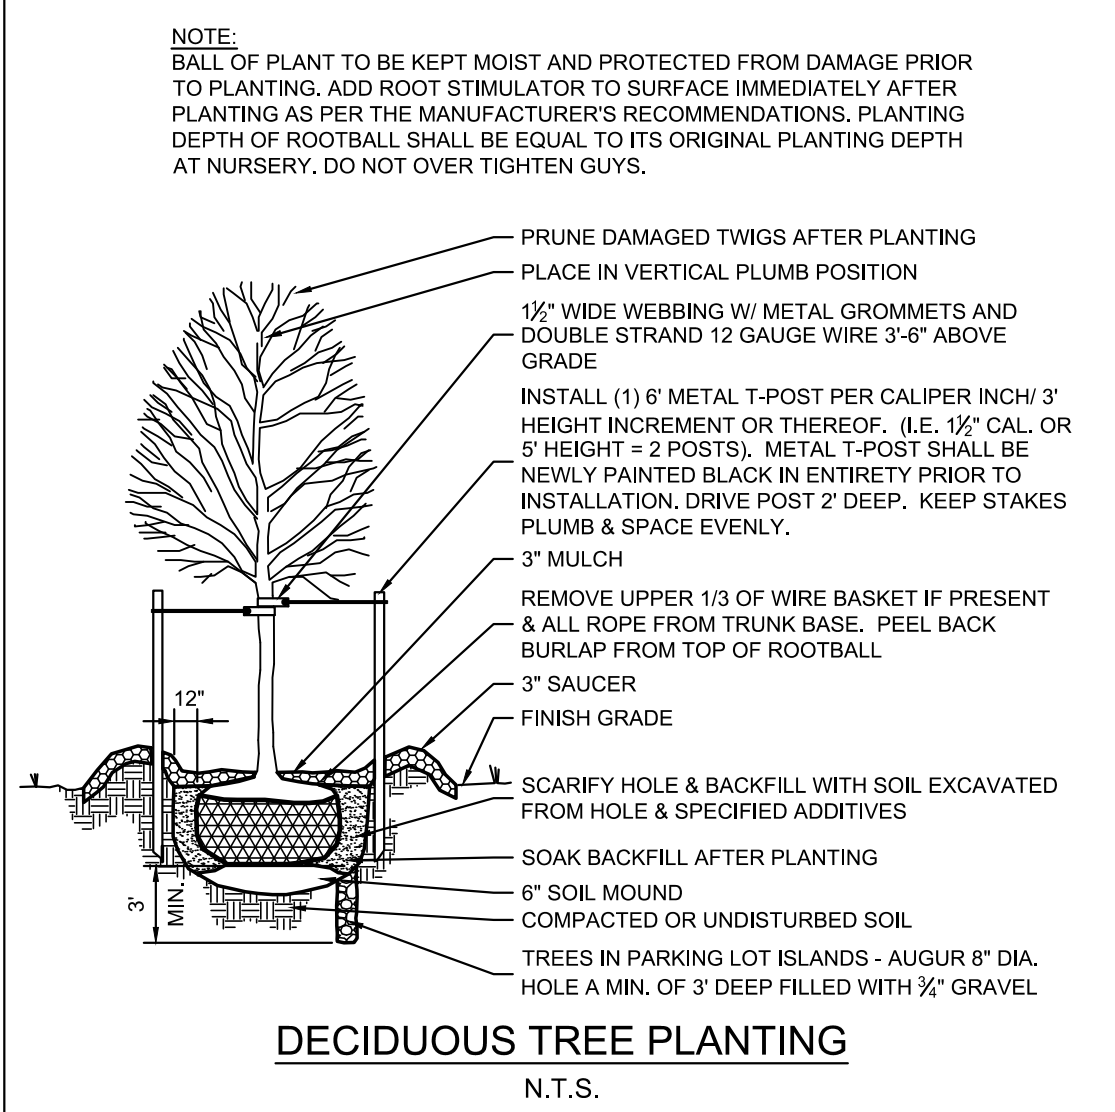 NOTE:
BALL OF PLANT TO BE KEPT MOIST AND PROTECTED FROM DAMAGE PRIOR
TO PLANTING. ADD ROOT STIMULATOR TO SURFACE IMMEDIATELY AFTER
PLANTING AS PER THE MANUFACTURER'S RECOMMENDATIONS. PLANTING
DEPTH OF ROOTBALL SHALL BE EQUAL TO ITS ORIGINAL PLANTING DEPTH
AT NURSERY. DO NOT OVER TIGHTEN GUYS.
PRUNE DAMAGED TWIGS AFTER PLANTING
PLACE IN VERTICAL PLUMB POSITION
1½" WIDE WEBBING W/ METAL GROMMETS AND
DOUBLE STRAND 12 GAUGE WIRE 3'-6" ABOVE
GRADE
INSTALL (1) 6' METAL T-POST PER CALIPER INCH/ 3'
HEIGHT INCREMENT OR THEREOF. (I.E. 1½" CAL. OR
5' HEIGHT = 2 POSTS). METAL T-POST SHALL BE
NEWLY PAINTED BLACK IN ENTIRETY PRIOR TO
INSTALLATION. DRIVE POST 2' DEEP. KEEP STAKES
PLUMB & SPACE EVENLY.
3" MULCH
REMOVE UPPER 1/3 OF WIRE BASKET IF PRESENT
& ALL ROPE FROM TRUNK BASE. PEEL BACK
BURLAP FROM TOP OF ROOTBALL
3" SAUCER
12"
FINISH GRADE
SCARIFY HOLE & BACKFILL WITH SOIL EXCAVATED
FROM HOLE & SPECIFIED ADDITIVES
SOAK BACKFILL AFTER PLANTING
6" SOIL MOUND
3'
MIN.
COMPACTED OR UNDISTURBED SOIL
TREES IN PARKING LOT ISLANDS - AUGUR 8" DIA.
HOLE A MIN. OF 3' DEEP FILLED WITH ¾" GRAVEL
DECIDUOUS TREE PLANTING
N.T.S.